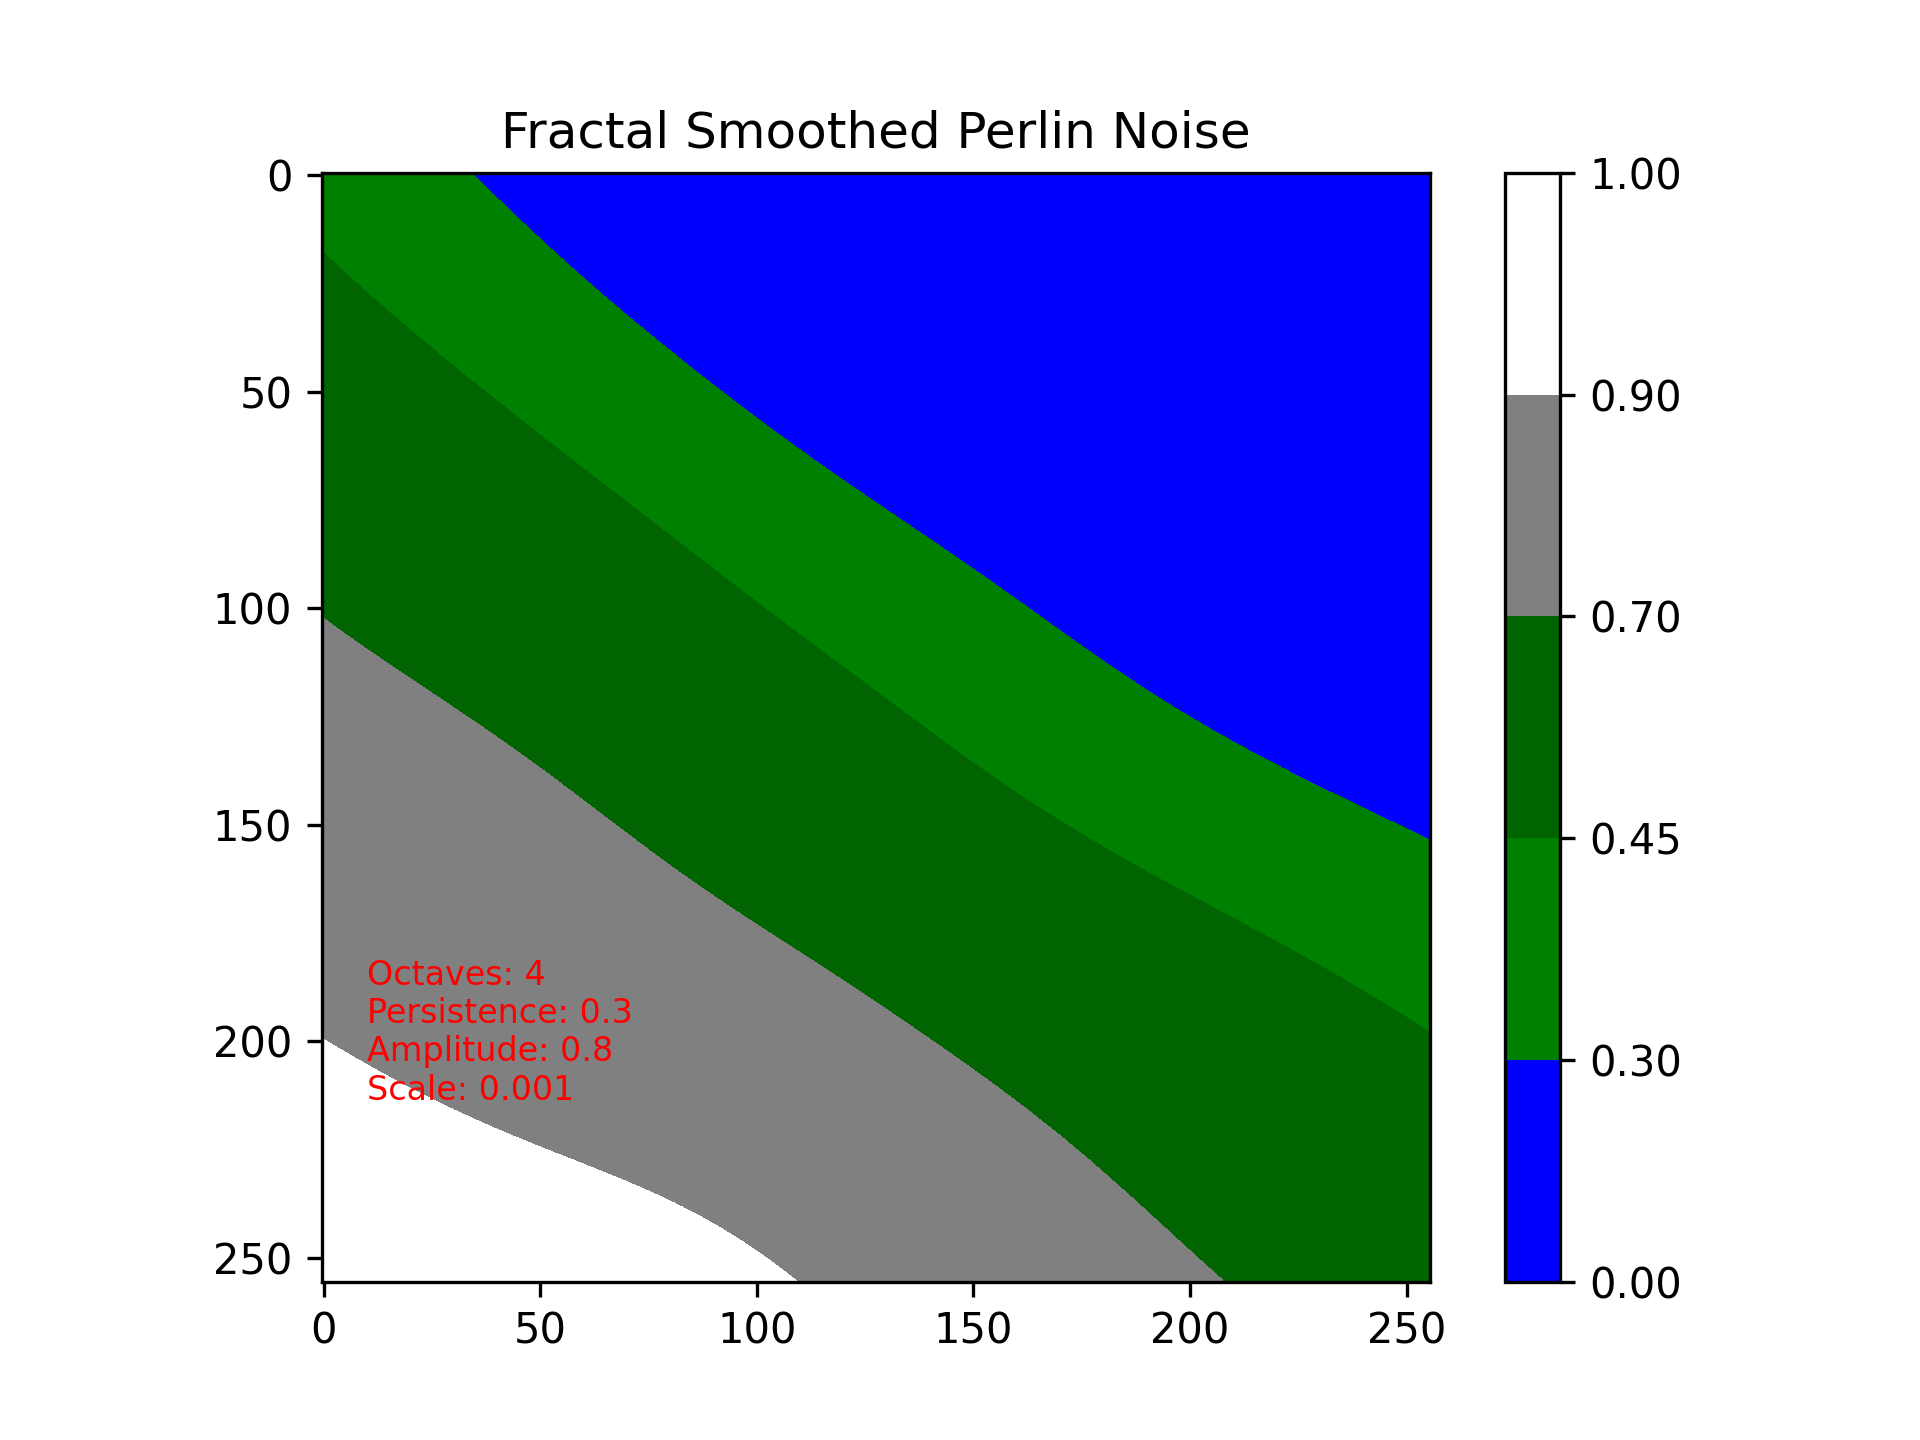 Fractal Smoothed Perlin Noise
0
50
100
150
200
250
0 50 100 150 200 250
Octaves: 4
Persistence: 0.3
Amplitude: 0.8
Scale: 0.001
1.00
0.90
0.70
0.45
0.30
0.00